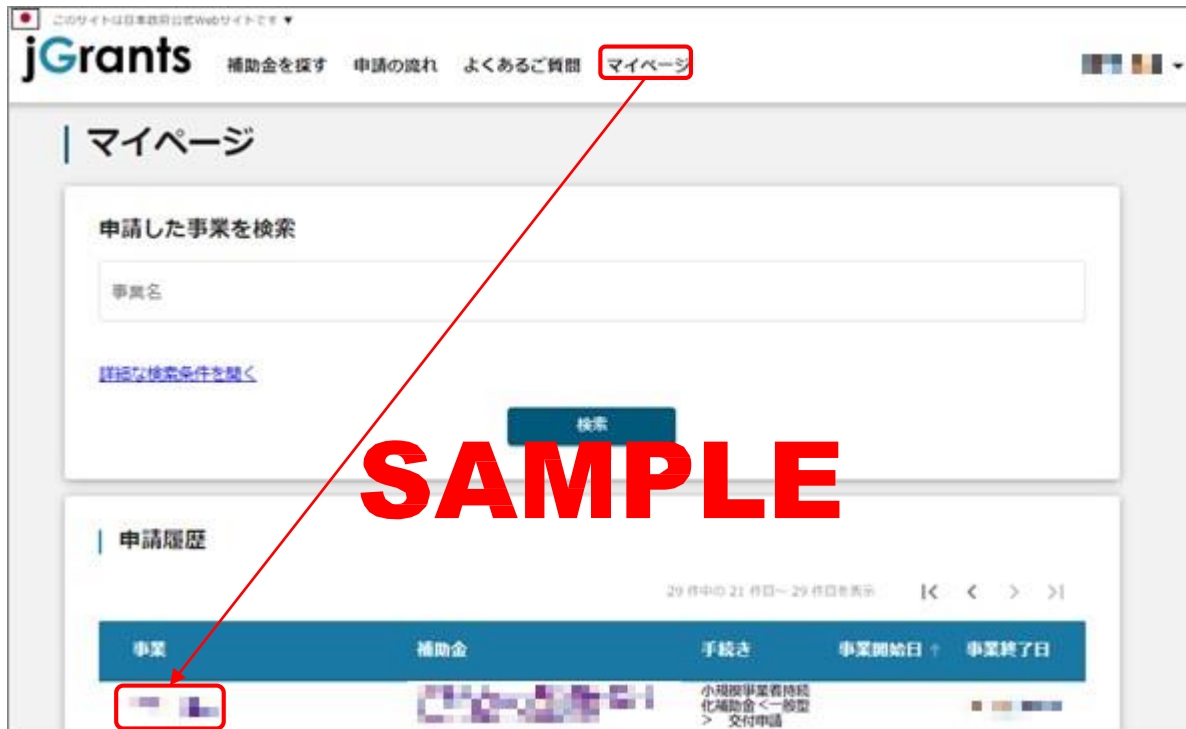 このサイトは日本政府公式Webサイトです ▼
jGrants 補助金を探す 申請の流れ よくあるご質問 マイページ
マイページ
申請した事業を検索
事業名
詳細な検索条件を開く
検索
SAMPLE
申請履歴
29 件中の 21 件目~ 29 件目を表示
事業 補助金 手続き 事業開始日 ↑ 事業終了日
小規模事業者持続
化補助金<一般型
> 交付申請